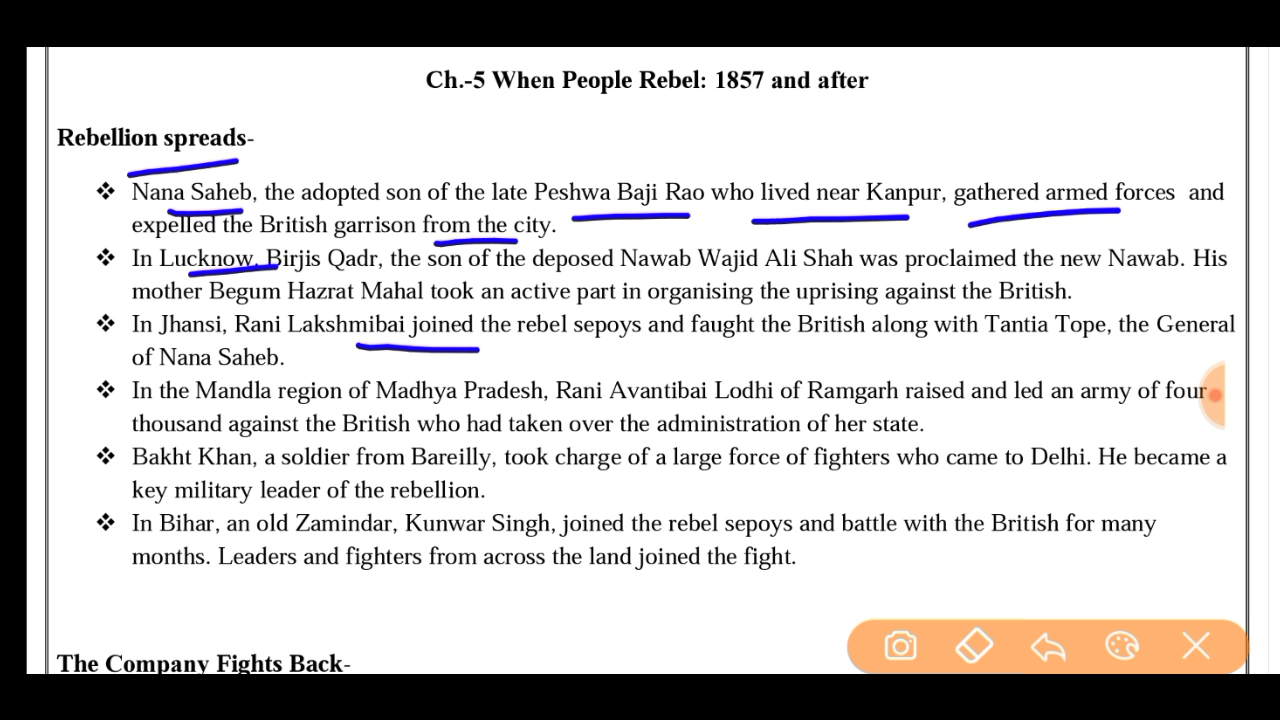 Ch.-5 When People Rebel: 1857 and after
Rebellion spreads-
❖ Nana Saheb, the adopted son of the late Peshwa Baji Rao who lived near Kanpur, gathered armed forces and
expelled the British garrison from the city.
❖ In Lucknow, Birjis Qadr, the son of the deposed Nawab Wajid Ali Shah was proclaimed the new Nawab. His
mother Begum Hazrat Mahal took an active part in organising the uprising against the British.
❖ In Jhansi, Rani Lakshmibai joined the rebel sepoys and faught the British along with Tantia Tope, the General
of Nana Saheb.
❖ In the Mandla region of Madhya Pradesh, Rani Avantibai Lodhi of Ramgarh raised and led an army of four
thousand against the British who had taken over the administration of her state.
❖ Bakht Khan, a soldier from Bareilly, took charge of a large force of fighters who came to Delhi. He became a
key military leader of the rebellion.
❖ In Bihar, an old Zamindar, Kunwar Singh, joined the rebel sepoys and battle with the British for many
months. Leaders and fighters from across the land joined the fight.
The Company Fights Back-